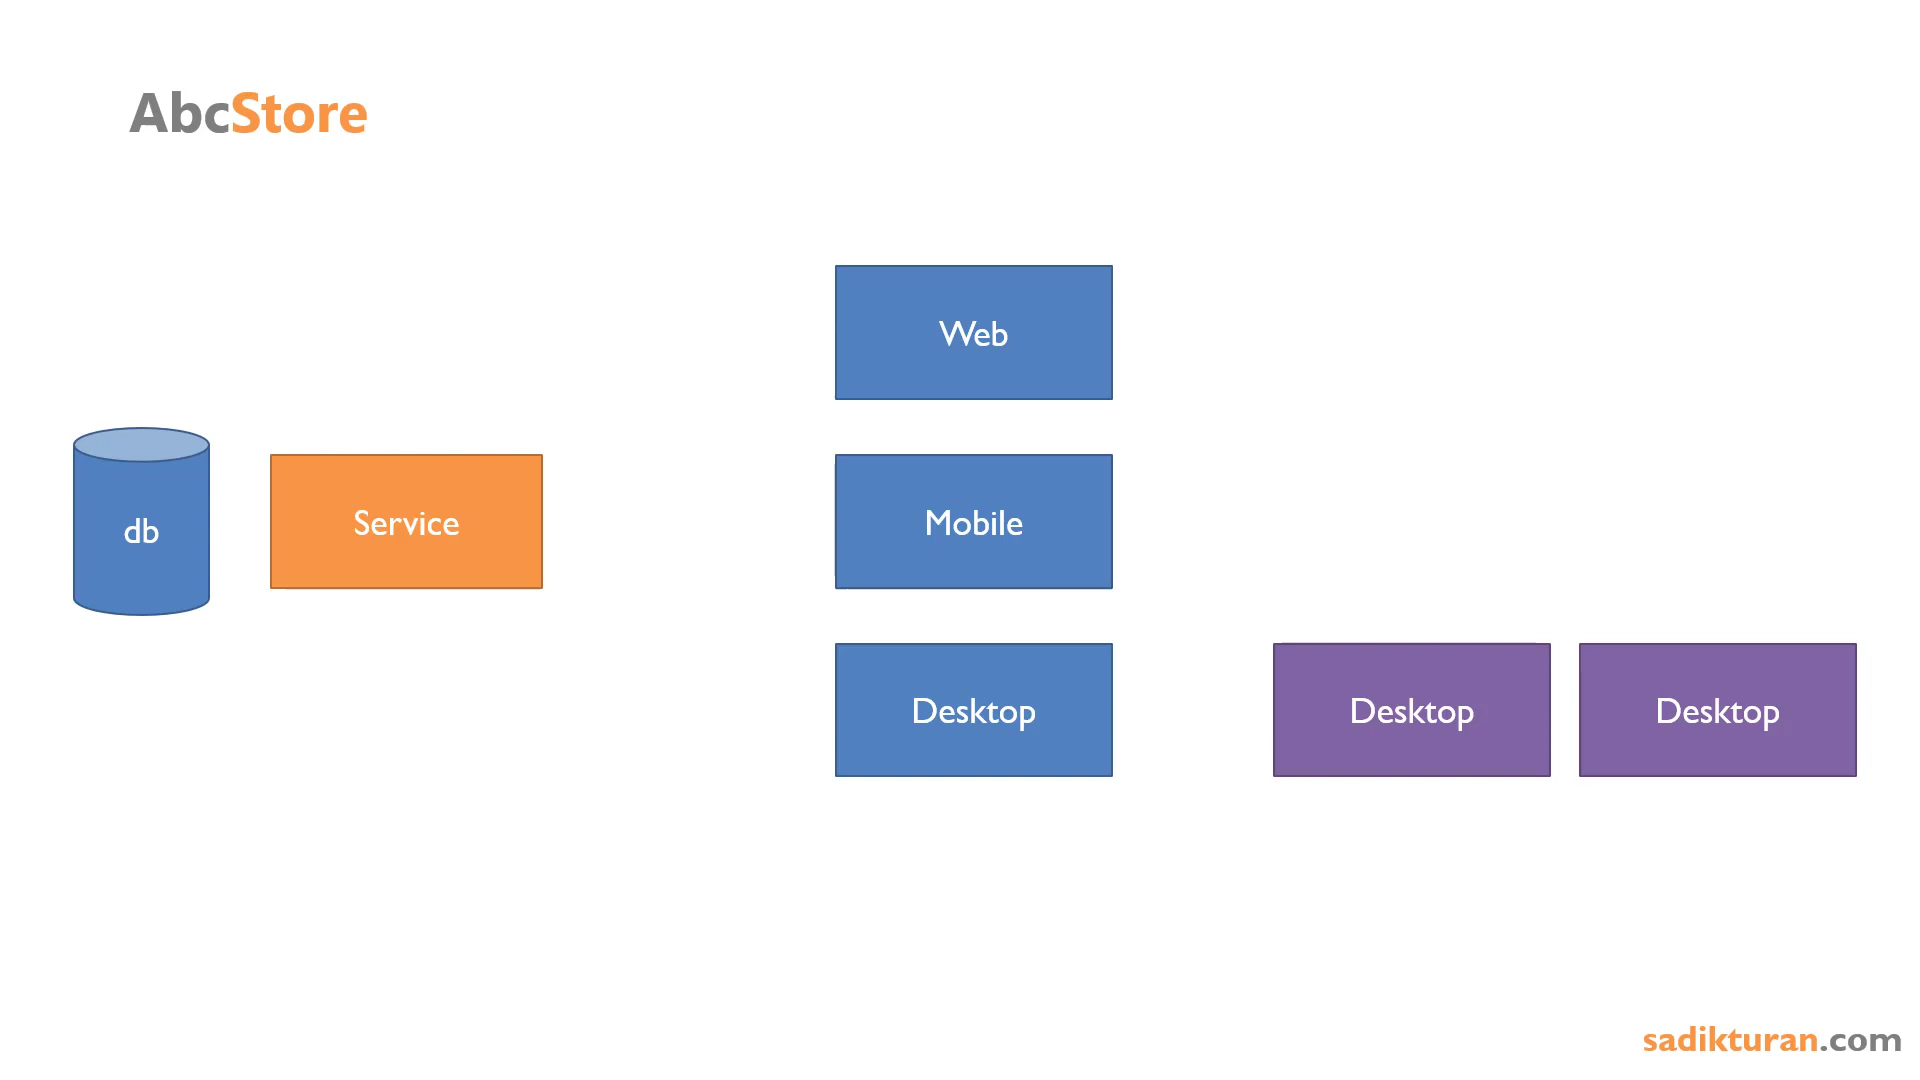 AbcStore
Web
db
Service
Mobile
Desktop
Desktop
Desktop
sadikturan.com